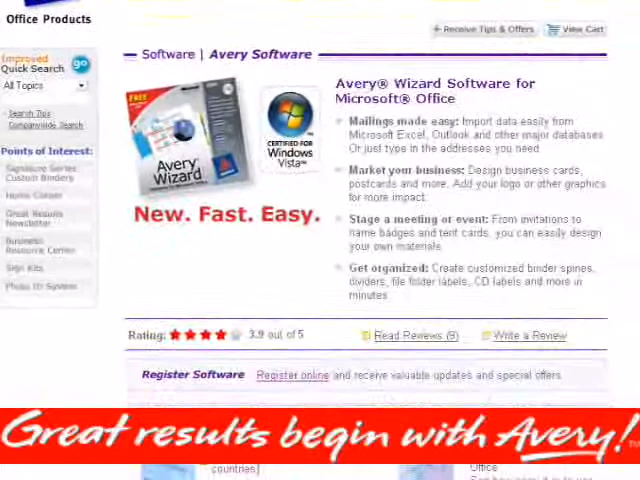 Office Products
Receive Tips & Offers
View Cart
Improved
Quick Search
go
All Topics
Search Tips
Companywide Search
Points of Interest:
Signature Series
Custom Binders
Home Corner
Great Results
Newsletter
Business
Resource Center
Sign Kits
Photo ID System
Software | Avery Software
FREE
Avery
Wizard
CERTIFIED FOR
Windows
Vista™
New. Fast. Easy.
Avery® Wizard Software for
Microsoft® Office
Mailings made easy: Import data easily from
Microsoft Excel, Outlook and other major databases
Or just type in the addresses you need
Market your business: Design business cards,
postcards and more. Add your logo or other graphics
for more impact.
Stage a meeting or event: From invitations to
name badges and tent cards, you can easily design
your own materials.
Get organized: Create customized binder spines,
dividers, file folder labels, CD labels and more in
minutes
Rating: 3.9 out of 5
Read Reviews (9)
Write a Review
Register Software Register online and receive valuable updates and special offers
Great results begin with Avery!™
countries]
Office